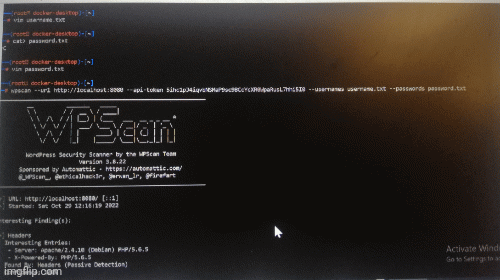 (root㉿docker-desktop)-[~]
vim username.txt
(root㉿docker-desktop)-[~]
cat> password.txt
C
(root㉿docker-desktop)-[~]
vim password.txt
(root㉿docker-desktop)-[~]
wpscan --url http://localhost:8080 --api-token --usernames username.txt --passwords password.txt
WPScan®
WordPress Security Scanner by the WPScan Team
Version 3.8.22
Sponsored by Automattic - https://automattic.com/
@_WPScan_, @ethicalhack3r, @erwan_lr, @firefart
URL: http://localhost:8080/ [::1]
Started: Sat Oct 29 12:16:19 2022
nteresting Finding(s):
Headers
Interesting Entries:
- Server: Apache/2.4.10 (Debian) PHP/5.6.5
- X-Powered-By: PHP/5.6.5
Found By: Headers (Passive Detection)
Activate Wind
Go to Settings to
imgflip.com